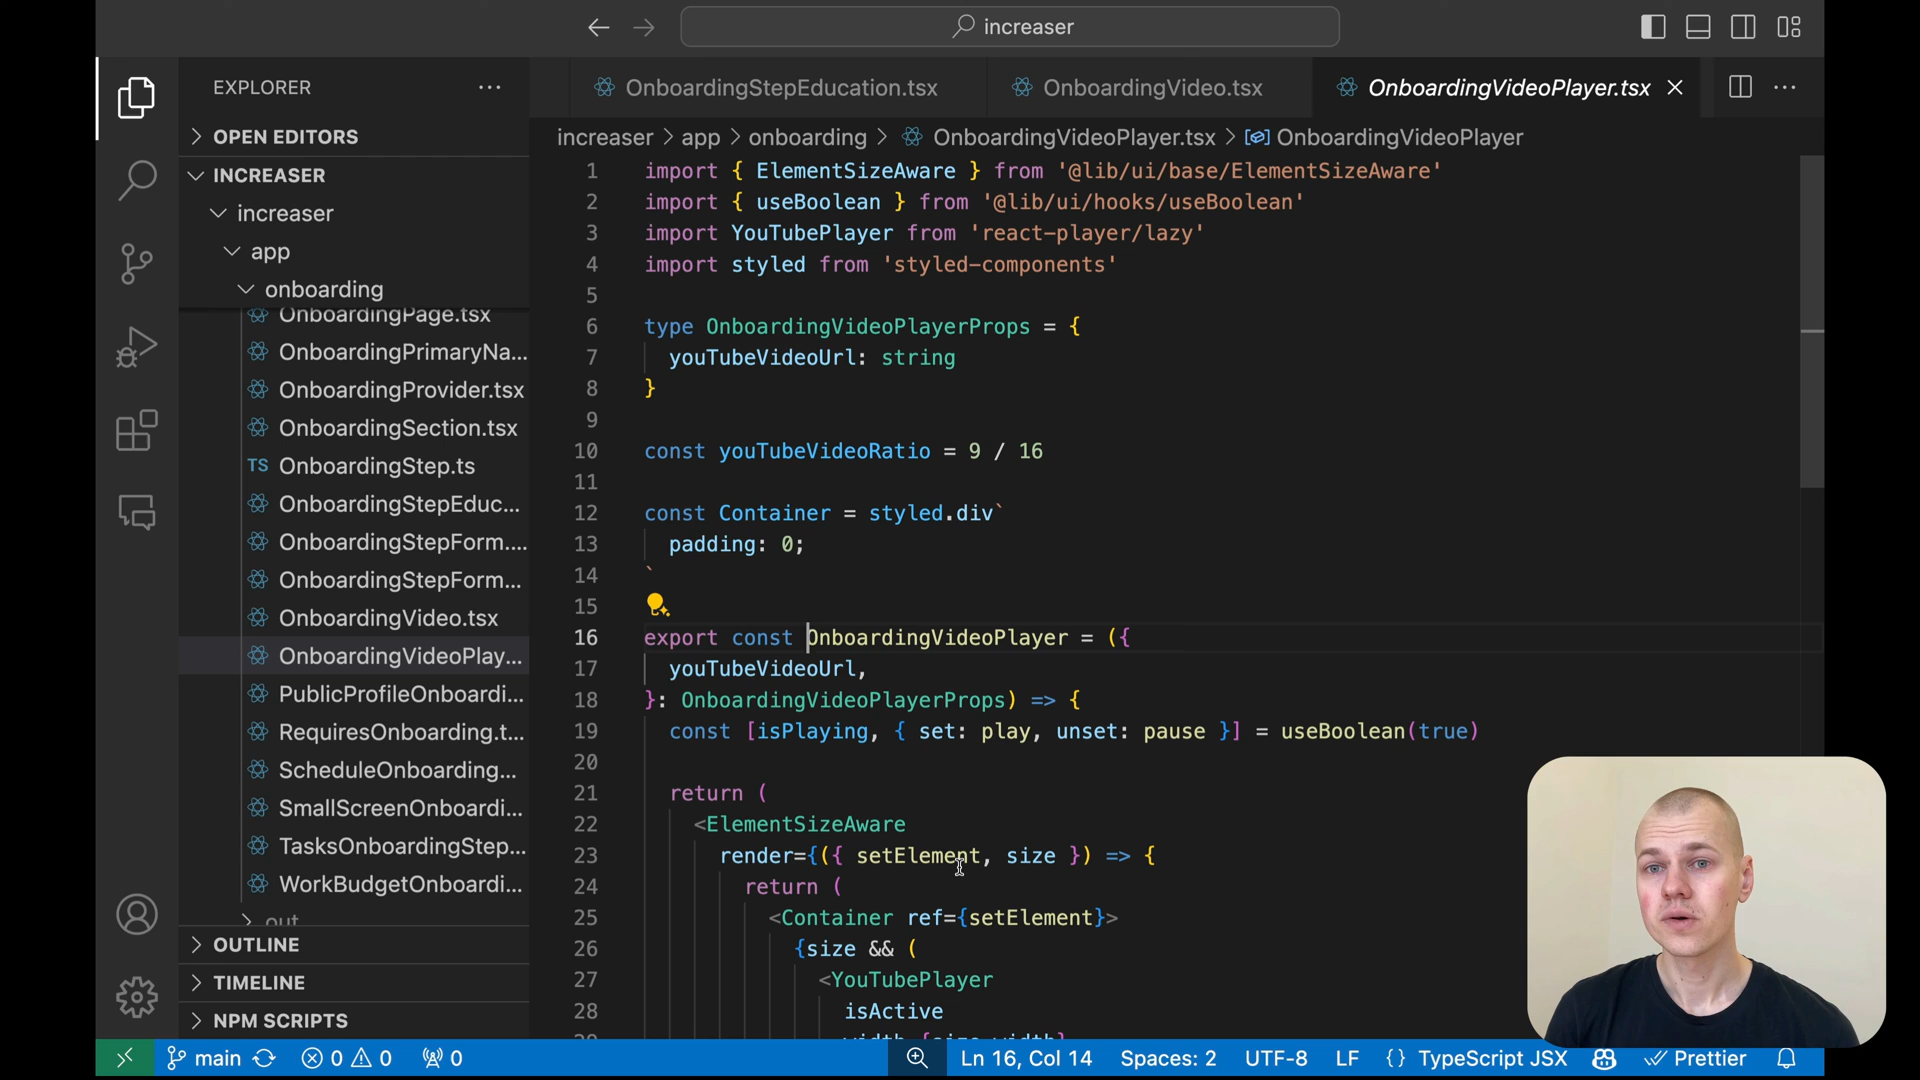 increaser
EXPLORER
OPEN EDITORS
INCREASER
increaser
app
onboarding
OnboardingPage.tsx
OnboardingPrimaryNa...
OnboardingProvider.tsx
OnboardingSection.tsx
TS OnboardingStep.ts
OnboardingStepEduc...
OnboardingStepForm....
OnboardingStepForm...
OnboardingVideo.tsx
OnboardingVideoPlay...
PublicProfileOnboardi...
RequiresOnboarding.t...
ScheduleOnboarding...
SmallScreenOnboardi...
TasksOnboardingStep...
WorkBudgetOnboardi...
out
OUTLINE
TIMELINE
NPM SCRIPTS
OnboardingStepEducation.tsx OnboardingVideo.tsx OnboardingVideoPlayer.tsx
increaser > app > onboarding > OnboardingVideoPlayer.tsx > OnboardingVideoPlayer
1 import { ElementSizeAware } from '@lib/ui/base/ElementSizeAware'
2 import { useBoolean } from '@lib/ui/hooks/useBoolean'
3 import YouTubePlayer from 'react-player/lazy'
4 import styled from 'styled-components'
5
6 type OnboardingVideoPlayerProps = {
7 youTubeVideoUrl: string
8 }
9
10 const youTubeVideoRatio = 9 / 16
11
12 const Container = styled.div`
13 padding: 0;
14 `
15
16 export const OnboardingVideoPlayer = ({
17 youTubeVideoUrl,
18 }: OnboardingVideoPlayerProps) => {
19 const [isPlaying, { set: play, unset: pause }] = useBoolean(true)
20
21 return (
22 <ElementSizeAware
23 render={({ setElement, size }) => {
24 return (
25 <Container ref={setElement}>
26 {size && (
27 <YouTubePlayer
28 isActive
29 width={size.width}
main 0 0 0 Ln 16, Col 14 Spaces: 2 UTF-8 LF {} TypeScript JSX Prettier